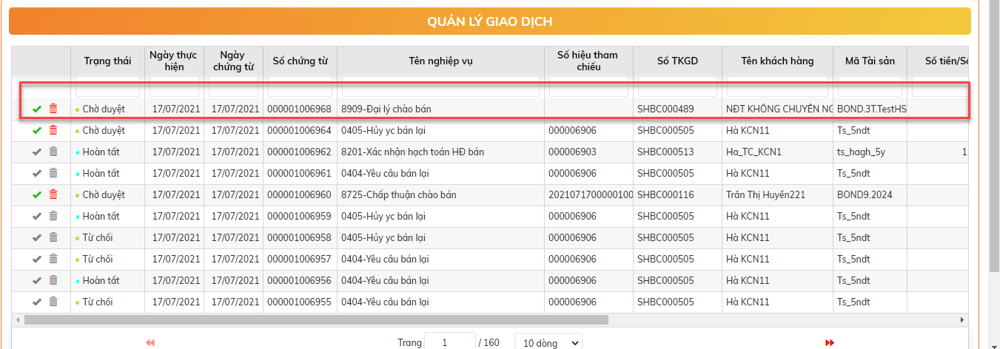 QUẢN LÝ GIAO DỊCH
Trạng thái Ngày thực hiện Ngày chứng từ Số chứng từ Tên nghiệp vụ Số hiệu tham chiếu Số TKGD Tên khách hàng Mã Tài sản Số tiền/Số
Chờ duyệt 17/07/2021 17/07/2021 000001006968 8909-Đại lý chào bán SHBC000489 NĐT KHÔNG CHUYÊN NG BOND.3T.TestHS
Chờ duyệt 17/07/2021 17/07/2021 000001006964 0405-Hủy yc bán lại 000006906 SHBC000505 Hà KCN11 Ts_5ndt
Hoàn tất 17/07/2021 17/07/2021 000001006962 8201-Xác nhận hạch toán HĐ bán 000006903 SHBC000513 Ha_TC_KCN1 ts_hagh_5y 1
Hoàn tất 17/07/2021 17/07/2021 000001006961 0404-Yêu cầu bán lại 000006906 SHBC000505 Hà KCN11 Ts_5ndt
Chờ duyệt 17/07/2021 17/07/2021 000001006960 8725-Chấp thuận chào bán 2021071700000100 SHBC000116 Trần Thị Huyền221 BOND9.2024
Hoàn tất 17/07/2021 17/07/2021 000001006959 0405-Hủy yc bán lại 000006906 SHBC000505 Hà KCN11 Ts_5ndt
Từ chối 17/07/2021 17/07/2021 000001006958 0405-Hủy yc bán lại 000006906 SHBC000505 Hà KCN11 Ts_5ndt
Từ chối 17/07/2021 17/07/2021 000001006957 0404-Yêu cầu bán lại 000006906 SHBC000505 Hà KCN11 Ts_5ndt
Hoàn tất 17/07/2021 17/07/2021 000001006956 0404-Yêu cầu bán lại 000006906 SHBC000505 Hà KCN11 Ts_5ndt
Từ chối 17/07/2021 17/07/2021 000001006955 0404-Yêu cầu bán lại 000006906 SHBC000505 Hà KCN11 Ts_5ndt
Trang 1 / 160 10 dòng